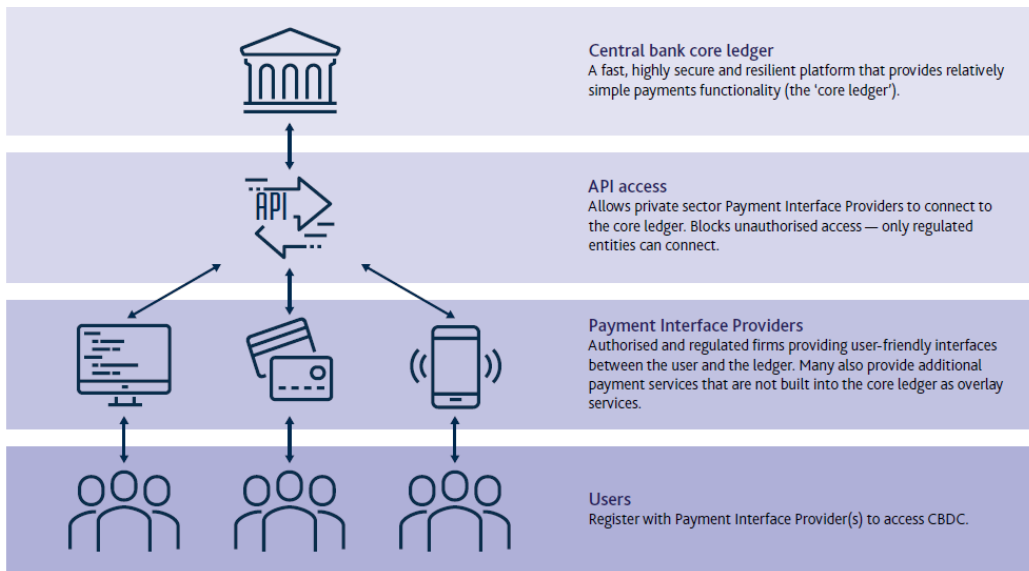 Central bank core ledger
A fast, highly secure and resilient platform that provides relatively
simple payments functionality (the ‘core ledger’).
API
API access
Allows private sector Payment Interface Providers to connect to
the core ledger. Blocks unauthorised access — only regulated
entities can connect.
Payment Interface Providers
Authorised and regulated firms providing user-friendly interfaces
between the user and the ledger. Many also provide additional
payment services that are not built into the core ledger as overlay
services.
Users
Register with Payment Interface Provider(s) to access CBDC.